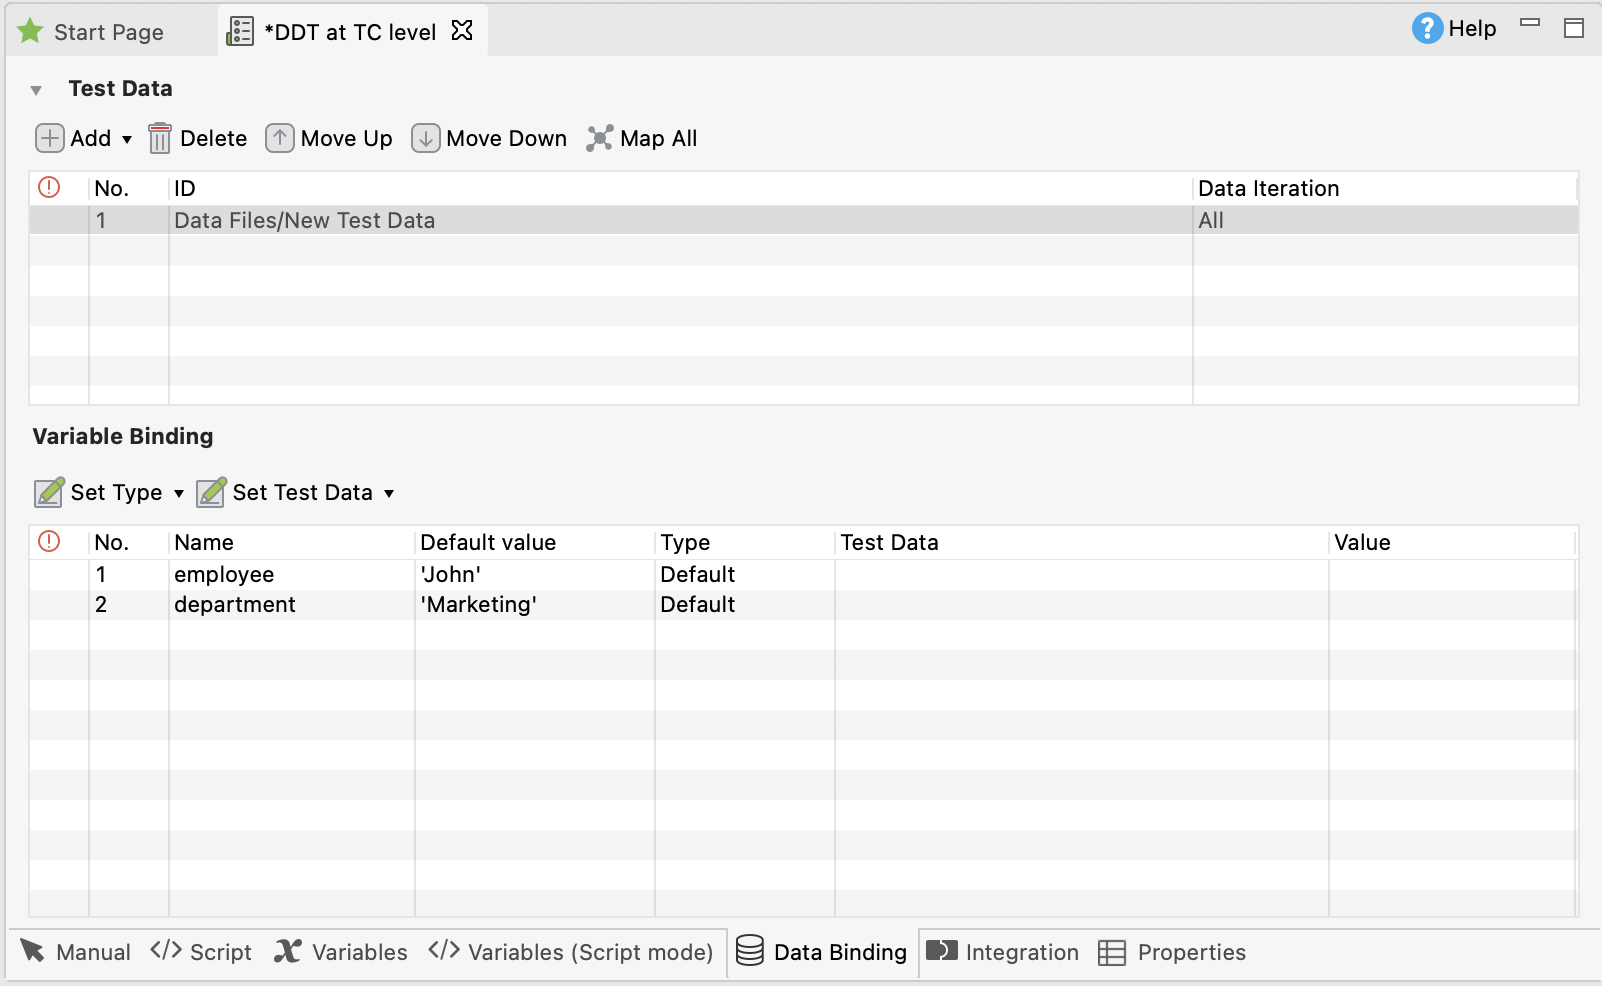 Start Page *DDT at TC level Help
Test Data
Add Delete Move Up Move Down Map All
No. ID Data Iteration
1 Data Files/New Test Data All
Variable Binding
Set Type Set Test Data
No. Name Default value Type Test Data Value
1 employee 'John' Default
2 department 'Marketing' Default
Manual </> Script Variables </> Variables (Script mode) Data Binding Integration Properties